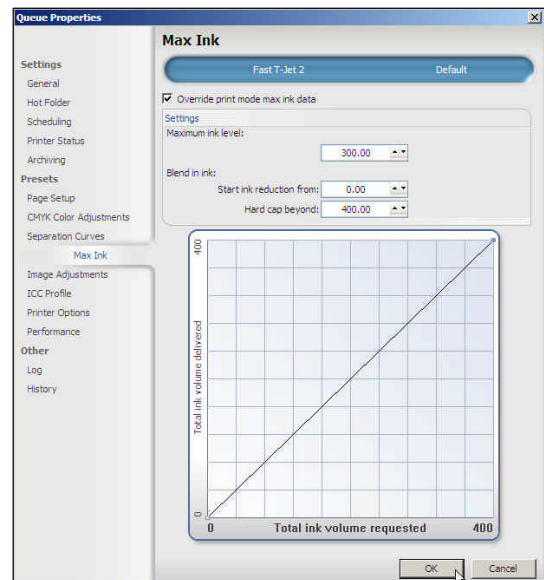 Queue Properties
Max Ink
Settings
General
Hot Folder
Scheduling
Printer Status
Archiving
Presets
Page Setup
CMYK Color Adjustments
Separation Curves
Max Ink
Image Adjustments
ICC Profile
Printer Options
Performance
Other
Log
History
Fast T-Jet 2 Default
Override print mode max ink data
Settings
Maximum ink level:
300.00
Blend in ink:
Start ink reduction from: 0.00
Hard cap beyond: 400.00
400
Total ink volume delivered
0
0 Total ink volume requested 400
OK Cancel